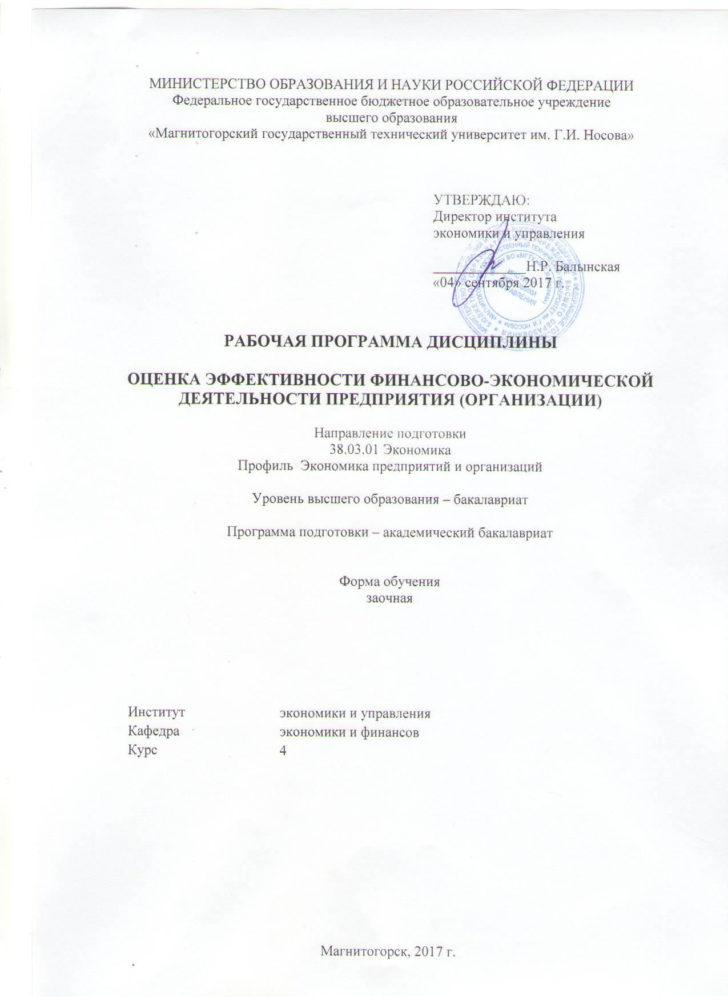 МИНИСТЕРСТВО ОБРАЗОВАНИЯ И НАУКИ РОССИЙСКОЙ ФЕДЕРАЦИИ
Федеральное государственное бюджетное образовательное учреждение
высшего образования
«Магнитогорский государственный технический университет им. Г.И. Носова»
УТВЕРЖДАЮ:
Директор института
экономики и управления
Н.Р. Балынская
«04» сентября 2017 г.
ИНСТИТУТ
ЭКОНОМИКИ
УПРАВЛЕНИЯ
РАБОЧАЯ ПРОГРАММА ДИСЦИПЛИНЫ
ОЦЕНКА ЭФФЕКТИВНОСТИ ФИНАНСОВО-ЭКОНОМИЧЕСКОЙ
ДЕЯТЕЛЬНОСТИ ПРЕДПРИЯТИЯ (ОРГАНИЗАЦИИ)
Направление подготовки
38.03.01 Экономика
Профиль  Экономика предприятий и организаций
Уровень высшего образования – бакалавриат
Программа подготовки – академический бакалавриат
Форма обучения
заочная
Институт экономики и управления
Кафедра экономики и финансов
Курс 4
Магнитогорск, 2017 г.